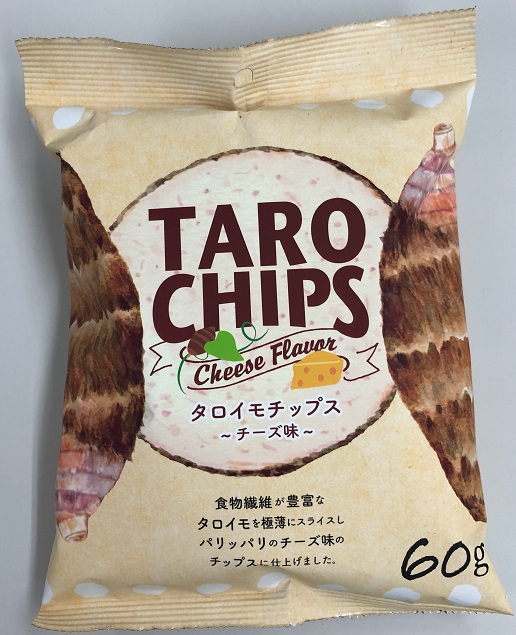 TARO
CHIPS
Cheese Flavor
タロイモチップス
～チーズ味～
食物繊維が豊富な
タロイモを極薄にスライスし
パリッパリのチーズ味の
チップスに仕上げました。
60g